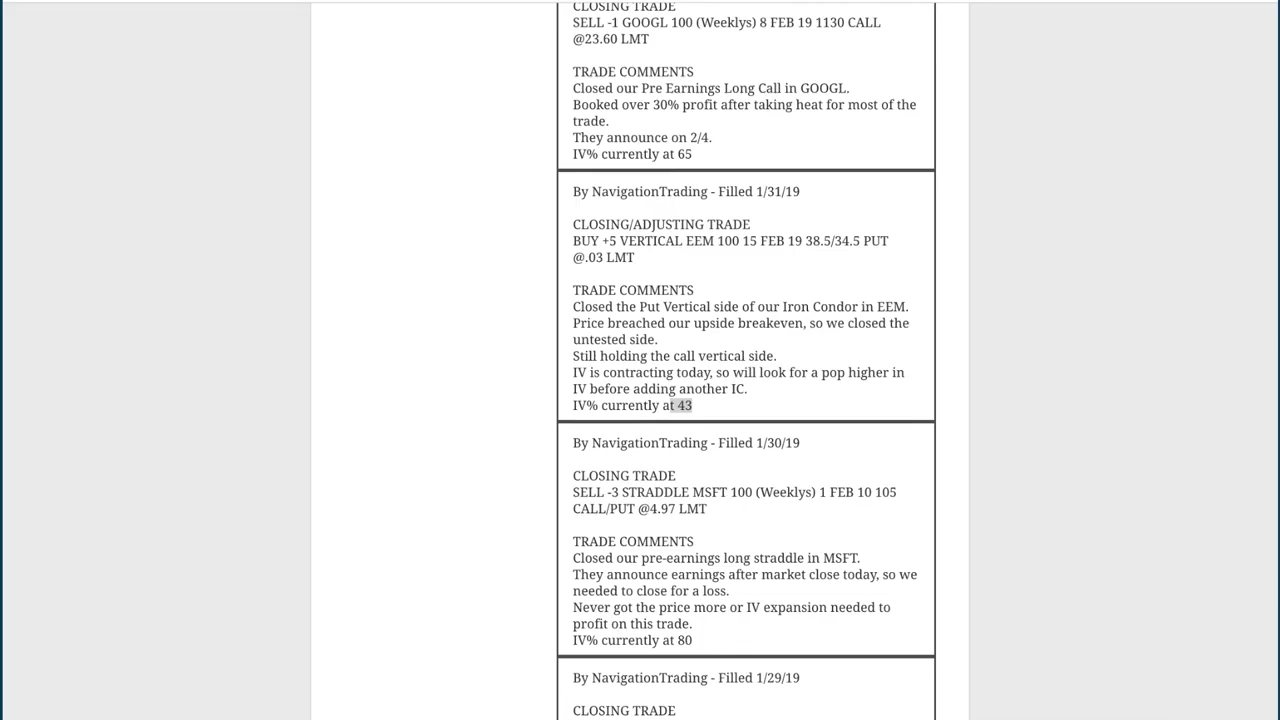 CLOSING TRADE
SELL -1 GOOGL 100 (Weeklys) 8 FEB 19 1130 CALL
@23.60 LMT
TRADE COMMENTS
Closed our Pre Earnings Long Call in GOOGL.
Booked over 30% profit after taking heat for most of the
trade.
They announce on 2/4.
IV% currently at 65
By NavigationTrading - Filled 1/31/19
CLOSING/ADJUSTING TRADE
BUY +5 VERTICAL EEM 100 15 FEB 19 38.5/34.5 PUT
@.03 LMT
TRADE COMMENTS
Closed the Put Vertical side of our Iron Condor in EEM.
Price breached our upside breakeven, so we closed the
untested side.
Still holding the call vertical side.
IV is contracting today, so will look for a pop higher in
IV before adding another IC.
IV% currently at 43
By NavigationTrading - Filled 1/30/19
CLOSING TRADE
SELL -3 STRADDLE MSFT 100 (Weeklys) 1 FEB 10 105
CALL/PUT @4.97 LMT
TRADE COMMENTS
Closed our pre-earnings long straddle in MSFT.
They announce earnings after market close today, so we
needed to close for a loss.
Never got the price more or IV expansion needed to
profit on this trade.
IV% currently at 80
By NavigationTrading - Filled 1/29/19
CLOSING TRADE